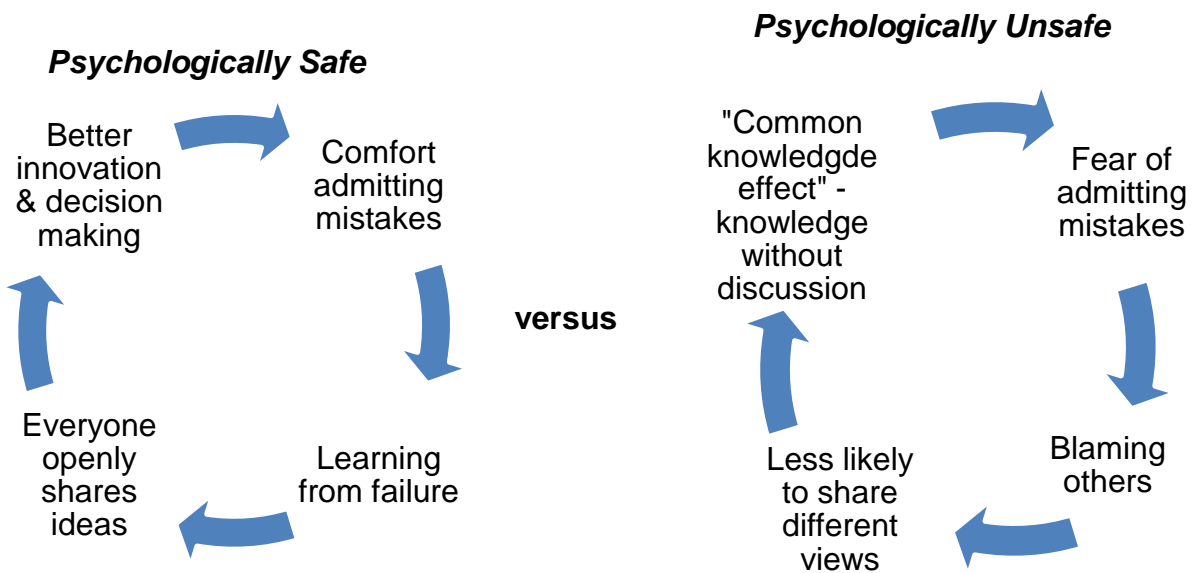 Psychologically Safe
Better
innovation
& decision
making
Comfort
admitting
mistakes
Learning
from failure
Everyone
openly
shares
ideas
versus
Psychologically Unsafe
"Common
knowledgde
effect" -
knowledge
without
discussion
Fear of
admitting
mistakes
Blaming
others
Less likely
to share
different
views